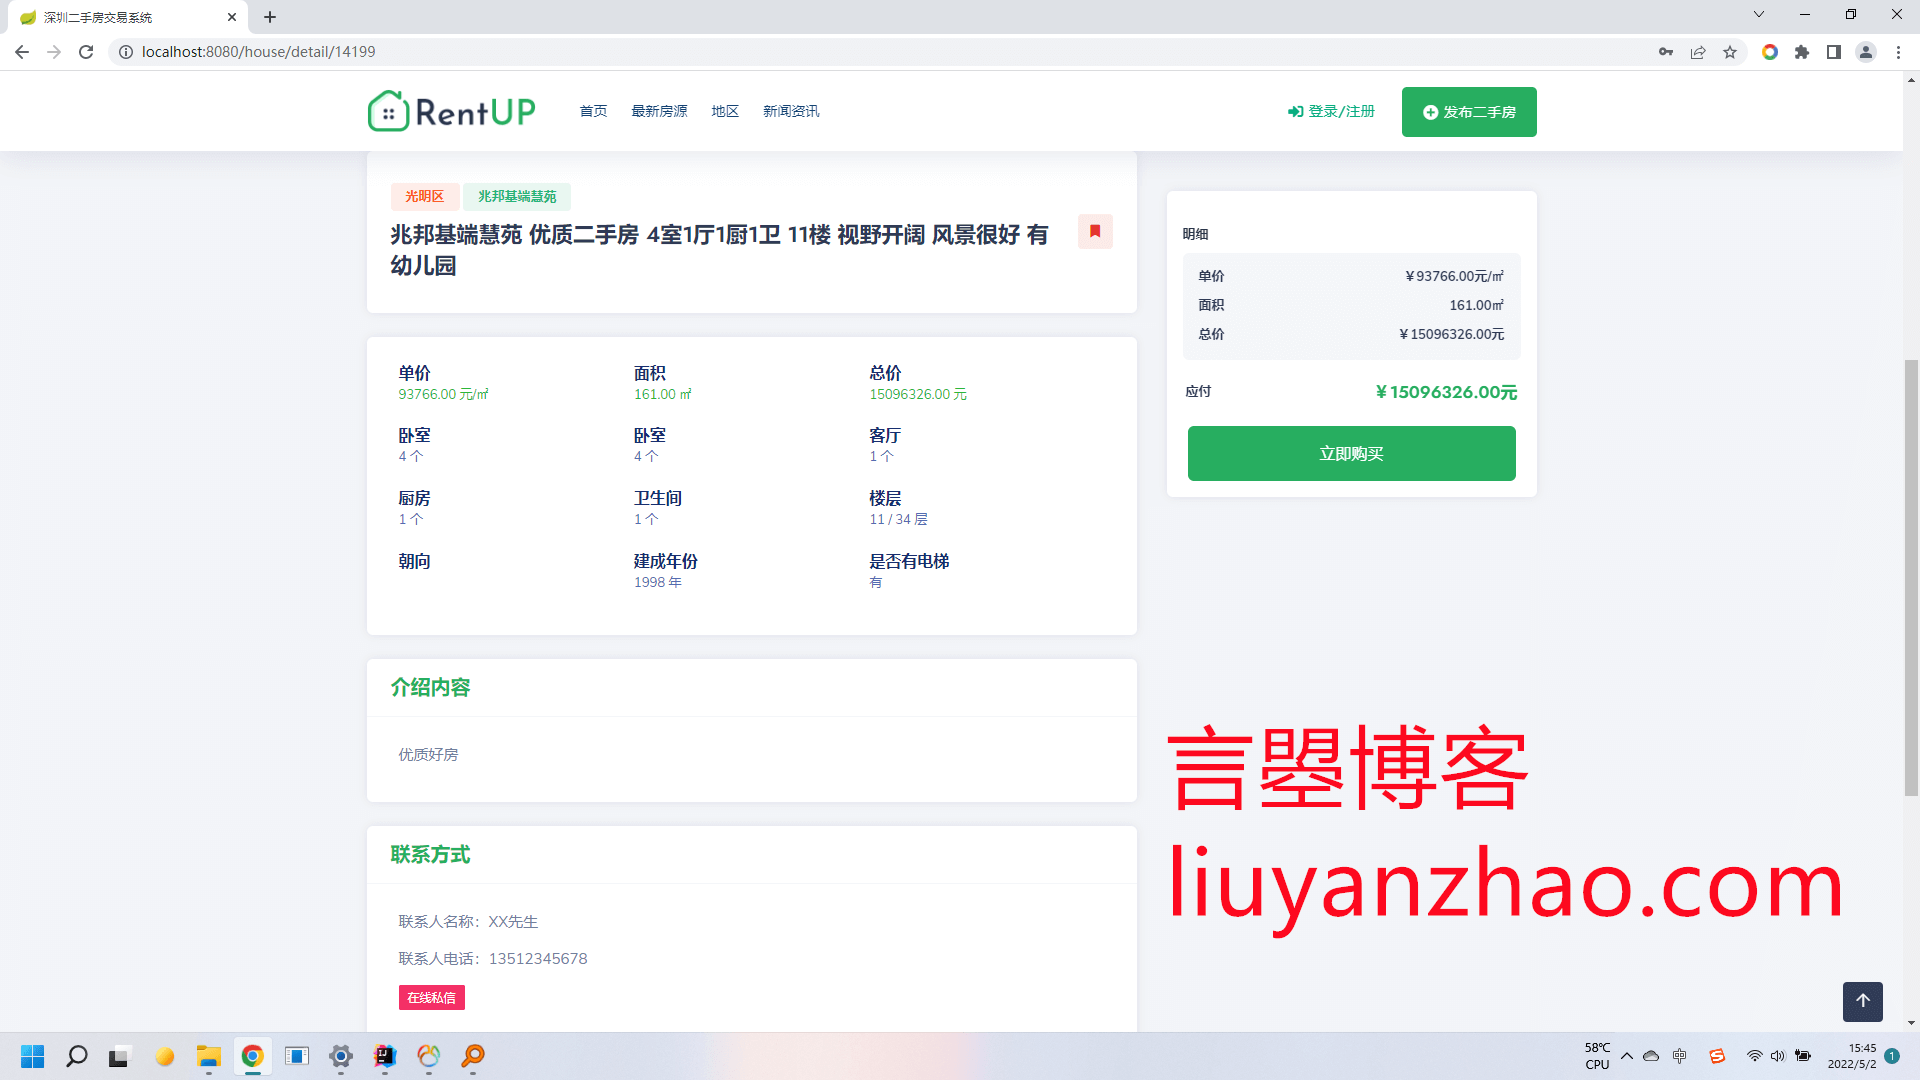 深圳二手房交易系统
localhost:8080/house/detail/14199
RentUP
首页
最新房源
地区
新闻资讯
登录/注册
发布二手房
光明区
兆邦基端慧苑
兆邦基端慧苑 优质二手房 4室1厅1厨1卫 11楼 视野开阔 风景很好 有
幼儿园
单价
面积
总价
93766.00 元/㎡
161.00 ㎡
15096326.00 元
卧室
卧室
客厅
4 个
4 个
1 个
厨房
卫生间
楼层
1 个
1 个
11 / 34 层
朝向
建成年份
是否有电梯
1998 年
有
介绍内容
优质好房
联系方式
联系人名称：XX先生
联系人电话：13512345678
在线私信
明细
单价
￥93766.00元/㎡
面积
161.00㎡
总价
￥15096326.00元
应付
￥15096326.00元
立即购买
言曌博客
liuyanzhao.com
58℃
CPU
中
15:45
2022/5/2
1